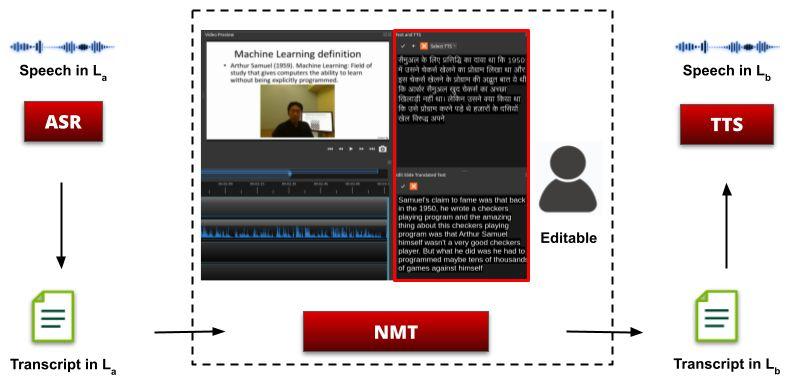 Speech in La
ASR
Transcript in La
Video Preview
Machine Learning definition
• Arthur Samuel (1959). Machine Learning: Field of
study that gives computers the ability to learn
without being explicitly programmed.
Text and TTS
Select TTS
सैमुअल के लिए प्रसिद्धि का दावा था कि 1950
में उसने चेकर्स खेलने का प्रोग्राम लिखा था और
इस चेकर्स खेलने के प्रोग्राम की अद्भुत बात ये थी
कि आर्थर सैमुअल खुद चेकर्स का अच्छा
खिलाड़ी नहीं था। लेकिन उसने क्या किया था
कि उसे प्रोग्राम करने पड़े थे हजारों के दसियों
खेल विरुद्ध अपने
Edit Slide Translated Text
Samuel's claim to fame was that back
in the 1950, he wrote a checkers
playing program and the amazing
thing about this checkers playing
program was that Arthur Samuel
himself wasn't a very good checkers
player. But what he did was he had to
programmed maybe tens of thousands
of games against himself
Editable
NMT
Speech in Lb
TTS
Transcript in Lb